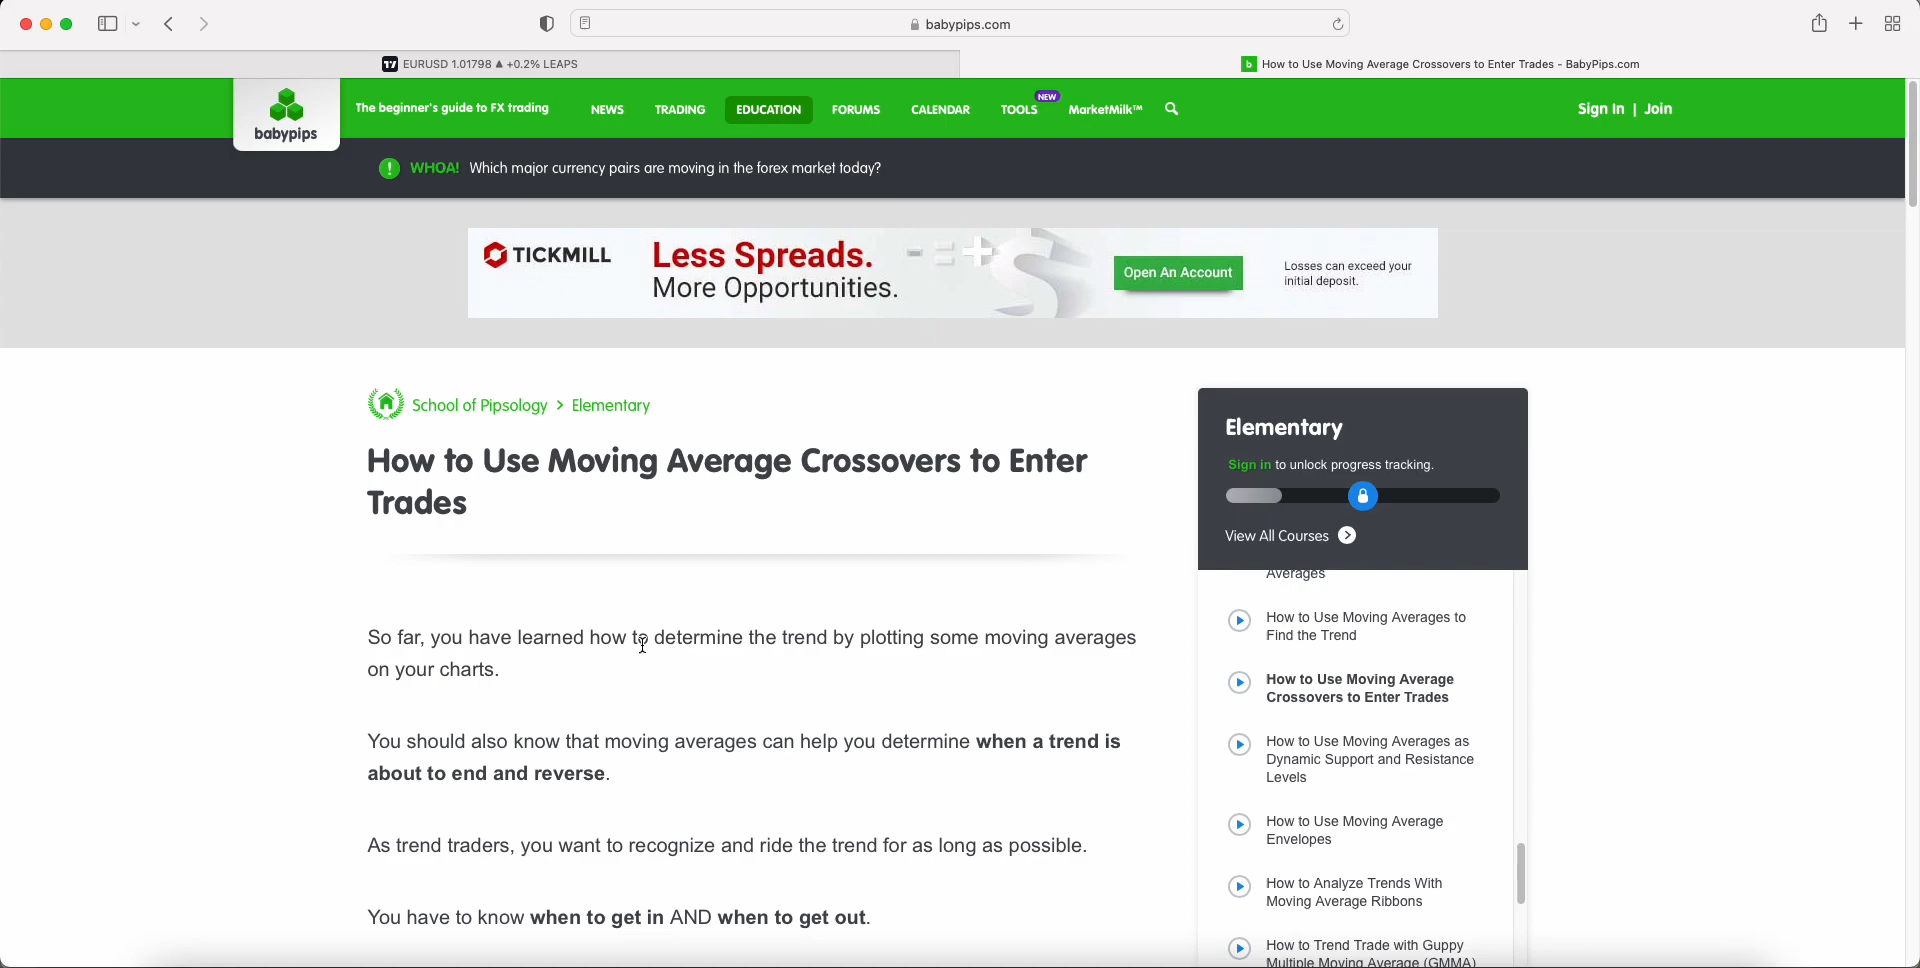 babypips.com
EURUSD 1.01798 ▲ +0.2% LEAPS
How to Use Moving Average Crossovers to Enter Trades - BabyPips.com
babypips
The beginner's guide to FX trading
NEWS
TRADING
EDUCATION
FORUMS
CALENDAR
TOOLS
NEW
MarketMilk™
Sign In | Join
WHOA! Which major currency pairs are moving in the forex market today?
TICKMILL
Less Spreads.
More Opportunities.
Open An Account
Losses can exceed your
initial deposit.
School of Pipsology > Elementary
How to Use Moving Average Crossovers to Enter
Trades
So far, you have learned how to determine the trend by plotting some moving averages
on your charts.
You should also know that moving averages can help you determine when a trend is
about to end and reverse.
As trend traders, you want to recognize and ride the trend for as long as possible.
You have to know when to get in AND when to get out.
Elementary
Sign in to unlock progress tracking.
View All Courses
Averages
How to Use Moving Averages to
Find the Trend
How to Use Moving Average
Crossovers to Enter Trades
How to Use Moving Averages as
Dynamic Support and Resistance
Levels
How to Use Moving Average
Envelopes
How to Analyze Trends With
Moving Average Ribbons
How to Trend Trade with Guppy
Multiple Moving Average (GMMA)